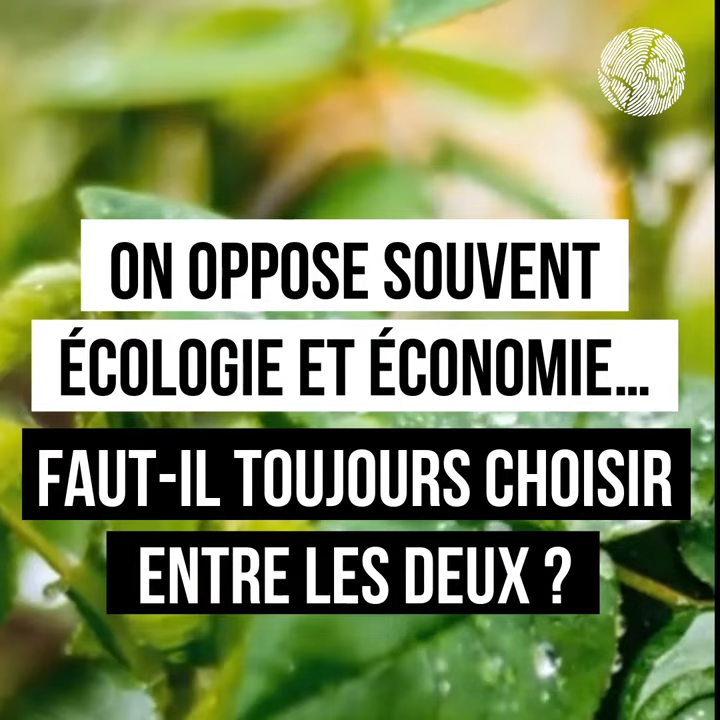 ON OPPOSE SOUVENT
ÉCOLOGIE ET ÉCONOMIE...
FAUT-IL TOUJOURS CHOISIR
ENTRE LES DEUX ?